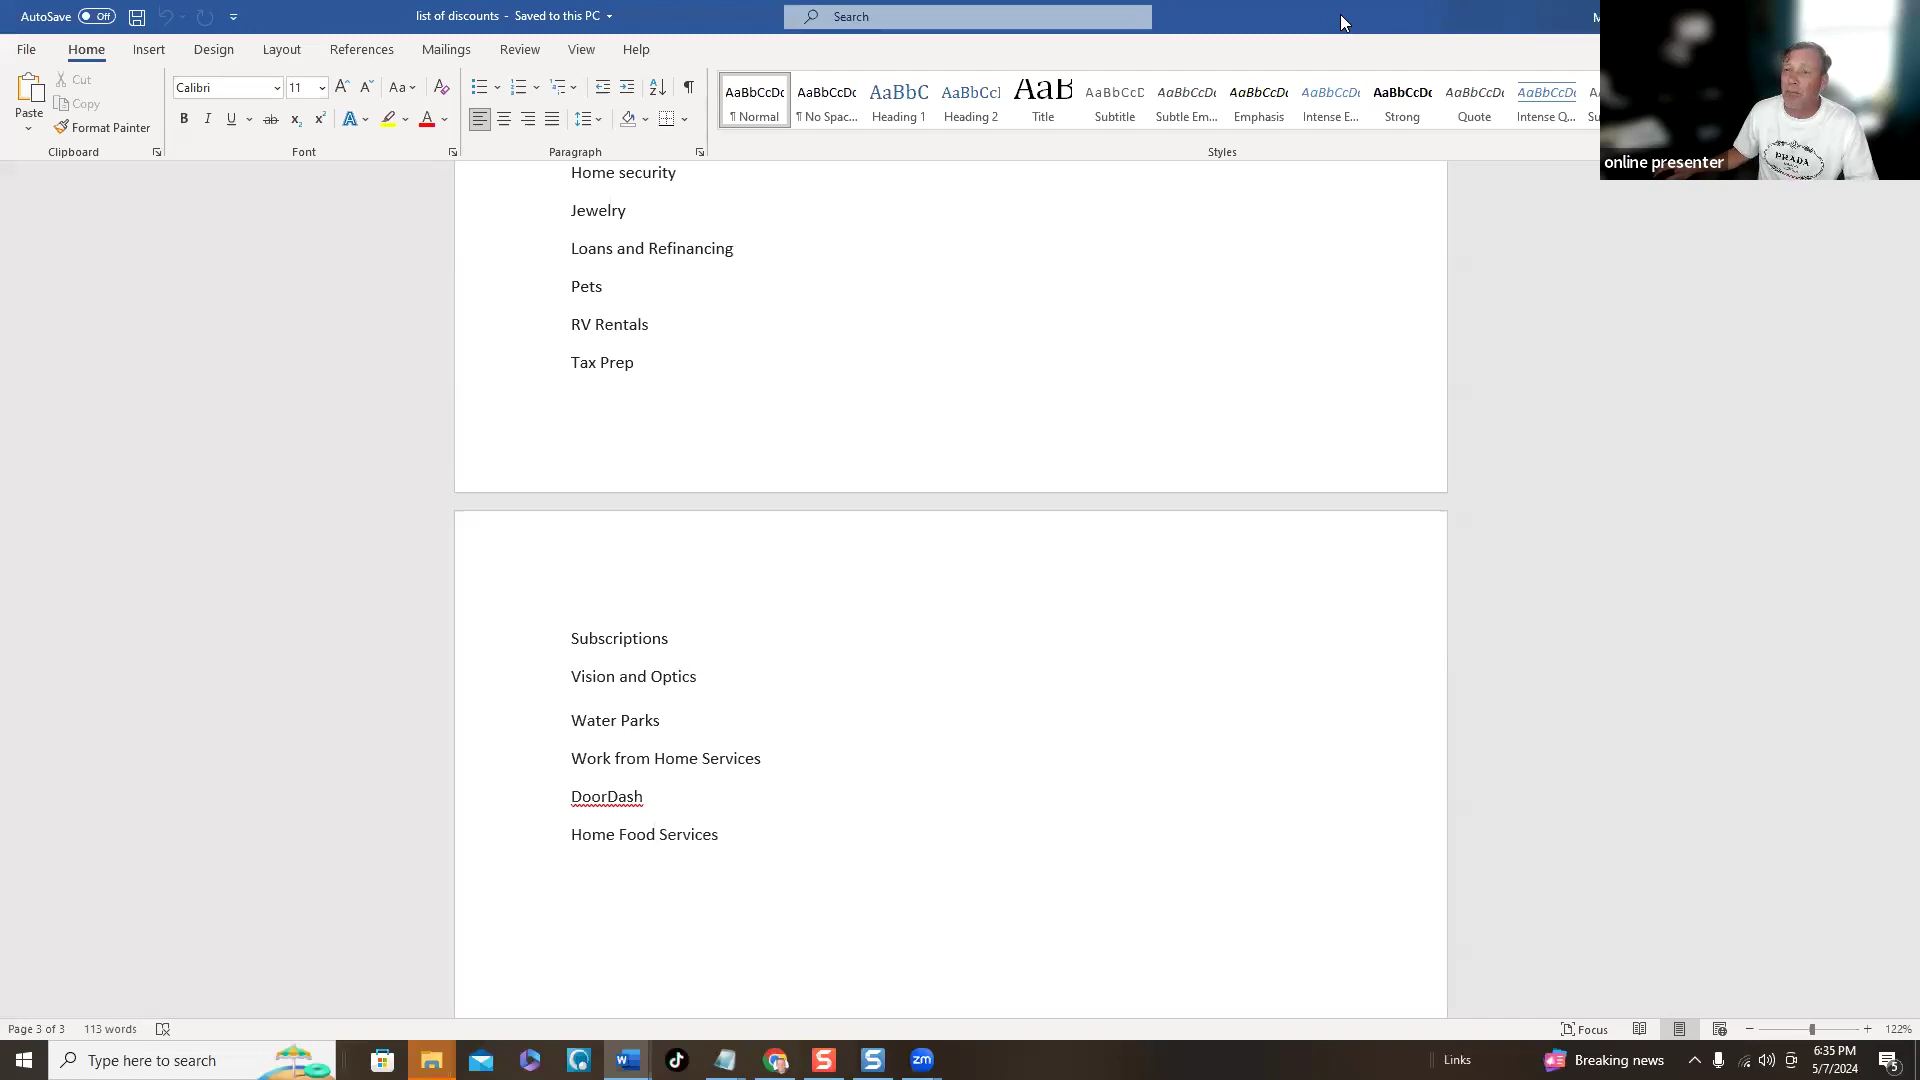 AutoSave Off list of discounts - Saved to this PC Search
File Home Insert Design Layout References Mailings Review View Help
Cut
Copy
Paste
Format Painter
Calibri 11
AaBbCcDc AaBbCcDc AaBbC AaBbCcI AaB AaBbCcD AaBbCcDc AaBbCcDc AaBbCcDc AaBbCcDc AaBbCcDc AaBbCcDc
¶ Normal ¶ No Spac... Heading 1 Heading 2 Title Subtitle Subtle Em... Emphasis Intense E... Strong Quote Intense Q...
Clipboard Font Paragraph Styles
online presenter
PRADA
Home security
Jewelry
Loans and Refinancing
Pets
RV Rentals
Tax Prep
Subscriptions
Vision and Optics
Water Parks
Work from Home Services
DoorDash
Home Food Services
Page 3 of 3 113 words Focus 122%
Type here to search
zm
Links
Breaking news
6:35 PM
5/7/2024
5